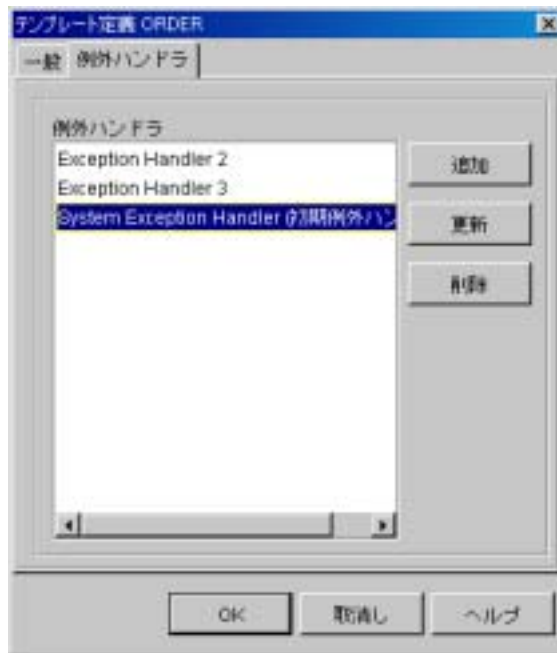 テンプレート定義 ORDER
一般 例外ハンドラ
例外ハンドラ
Exception Handler 2
Exception Handler 3
System Exception Handler (初期例外ハン
追加
更新
削除
OK 取消し ヘルプ